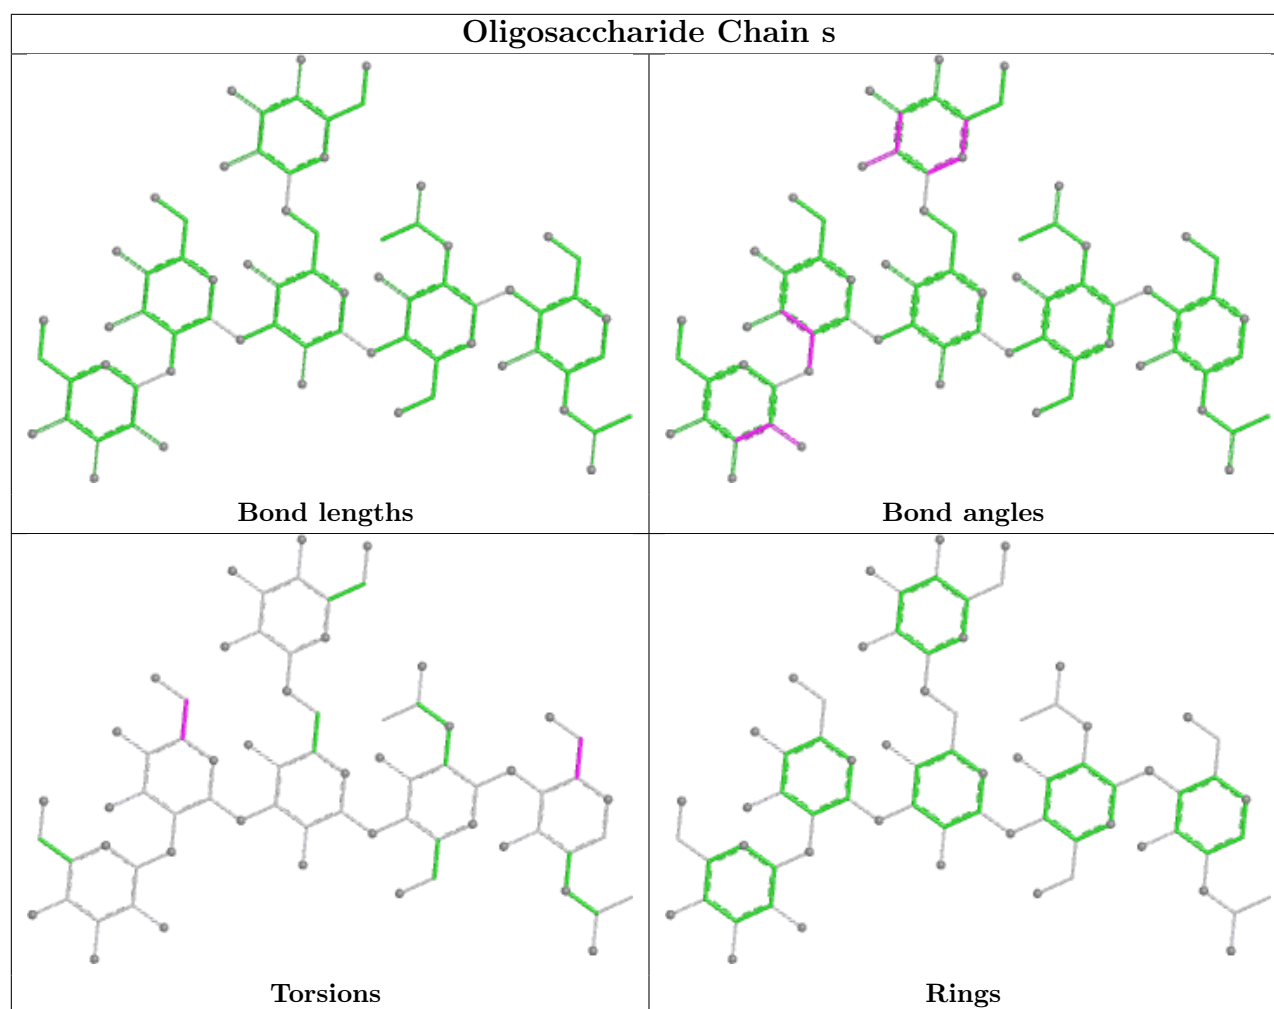 Oligosaccharide Chain s
Bond lengths
Bond angles
Torsions
Rings